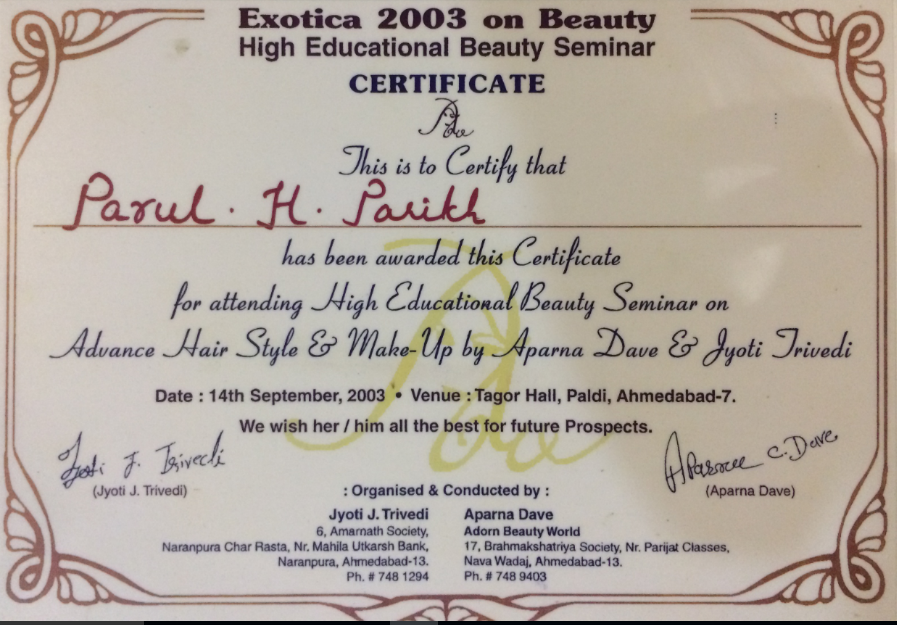 Exotica 2003 on Beauty
High Educational Beauty Seminar
CERTIFICATE
This is to Certify that
Parul. H. Parikh
has been awarded this Certificate
for attending High Educational Beauty Seminar on
Advance Hair Style & Make-Up by Aparna Dave & Jyoti Trivedi
Date : 14th September, 2003 • Venue : Tagor Hall, Paldi, Ahmedabad-7.
We wish her / him all the best for future Prospects.
Jyoti J. Trivedi
(Jyoti J. Trivedi)
Aparna C. Dave
(Aparna Dave)
: Organised & Conducted by :
Jyoti J. Trivedi
6, Amarnath Society,
Naranpura Char Rasta, Nr. Mahila Utkarsh Bank,
Naranpura, Ahmedabad-13.
Ph. # 748 1294
Aparna Dave
Adorn Beauty World
17, Brahmakshatriya Society, Nr. Parijat Classes,
Nava Wadaj, Ahmedabad-13.
Ph. # 748 9403